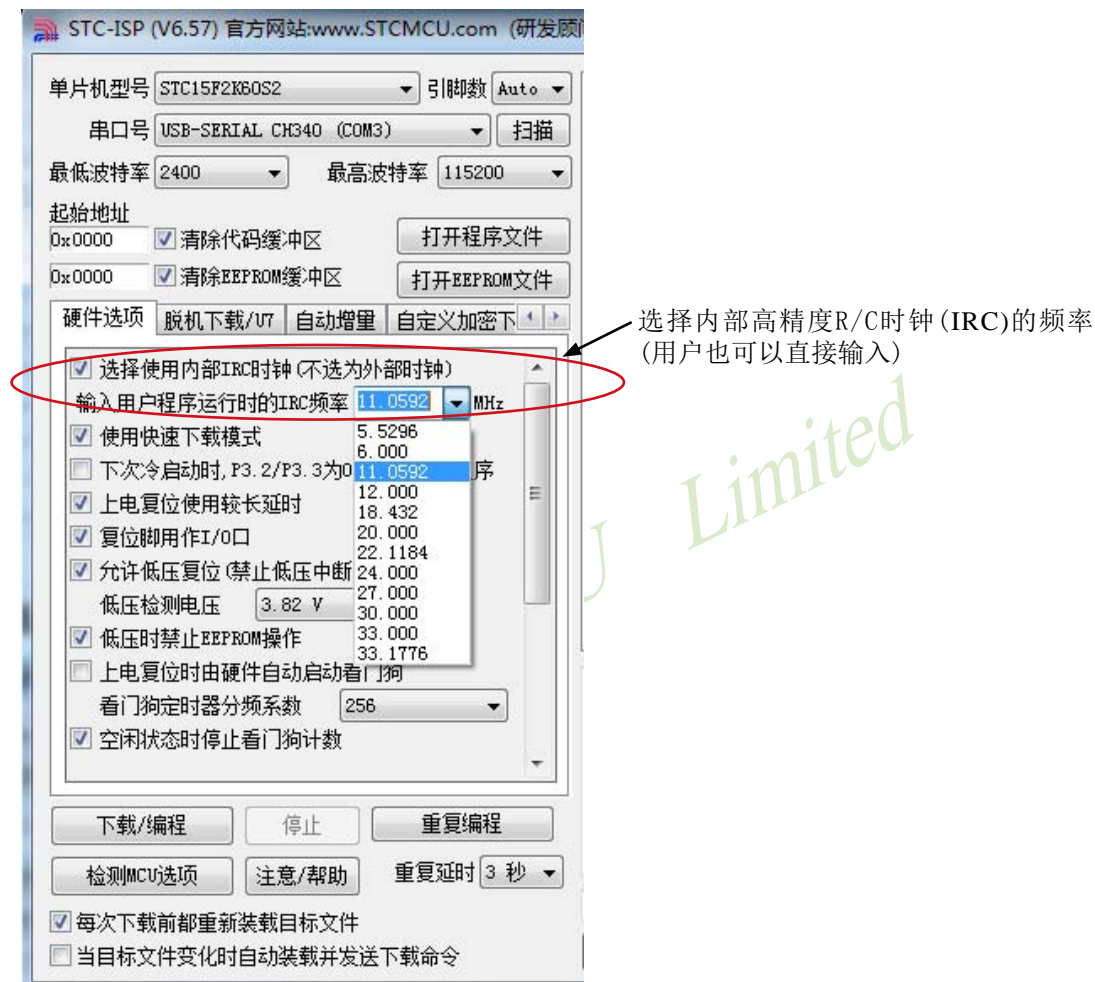 STC-ISP (V6.57) 官方网站:www.STCMCU.com (研发顾
单片机型号 STC15F2K60S2 引脚数 Auto
串口号 USB-SERIAL CH340 (COM3) 扫描
最低波特率 2400 最高波特率 115200
起始地址
0x0000 清除代码缓冲区 打开程序文件
0x0000 清除EEPROM缓冲区 打开EEPROM文件
硬件选项 脱机下载/U7 自动增量 自定义加密下
选择内部高精度R/C时钟(IRC)的频率
(用户也可以直接输入)
选择使用内部IRC时钟(不选为外部时钟)
输入用户程序运行时的IRC频率 11.0592 MHz
使用快速下载模式
下次冷启动时,P3.2/P3.3为0 序
上电复位使用较长延时
复位脚用作I/O口
允许低压复位(禁止低压中断
低压检测电压 3.82 V
低压时禁止EEPROM操作
上电复位时由硬件自动启动看门狗
看门狗定时器分频系数 256
空闲状态时停止看门狗计数
5.5296
6.000
11.0592
12.000
18.432
20.000
22.1184
24.000
27.000
30.000
33.000
33.1776
下载/编程 停止 重复编程
检测MCU选项 注意/帮助 重复延时 3 秒
每次下载前都重新装载目标文件
当目标文件变化时自动装载并发送下载命令
Limited